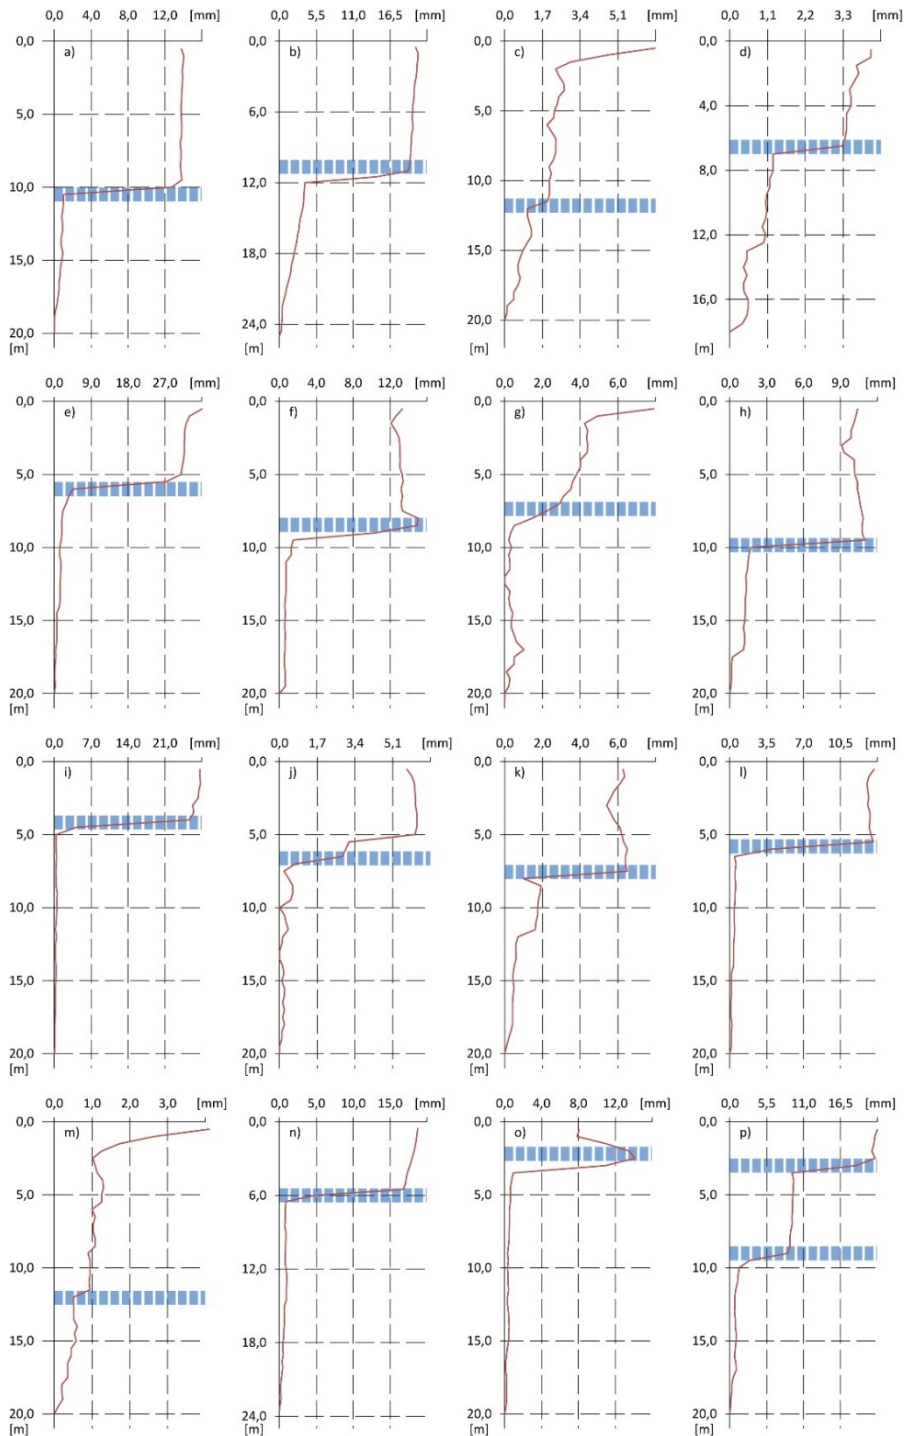 0,0 4,0 8,0 12,0 [mm] 0,0 5,5 11,0 16,5 [mm] 0,0 1,7 3,4 5,1 [mm] 0,0 1,1 2,2 3,3 [mm]
0,0 a) 0,0 b) 0,0 c) 0,0 d)
5,0 6,0 5,0 4,0
10,0 12,0 10,0 8,0
15,0 18,0 15,0 12,0
20,0 24,0 20,0 16,0
[m] [m] [m] [m]
0,0 9,0 18,0 27,0 [mm] 0,0 4,0 8,0 12,0 [mm] 0,0 2,0 4,0 6,0 [mm] 0,0 3,0 6,0 9,0 [mm]
0,0 e) 0,0 f) 0,0 g) 0,0 h)
5,0 5,0 5,0 5,0
10,0 10,0 10,0 10,0
15,0 15,0 15,0 15,0
20,0 20,0 20,0 20,0
[m] [m] [m] [m]
0,0 7,0 14,0 21,0 [mm] 0,0 1,7 3,4 5,1 [mm] 0,0 2,0 4,0 6,0 [mm] 0,0 3,5 7,0 10,5 [mm]
0,0 i) 0,0 j) 0,0 k) 0,0 l)
5,0 5,0 5,0 5,0
10,0 10,0 10,0 10,0
15,0 15,0 15,0 15,0
20,0 20,0 20,0 20,0
[m] [m] [m] [m]
0,0 1,0 2,0 3,0 [mm] 0,0 5,0 10,0 15,0 [mm] 0,0 4,0 8,0 12,0 [mm] 0,0 5,5 11,0 16,5 [mm]
0,0 m) 0,0 n) 0,0 o) 0,0 p)
5,0 6,0 5,0 5,0
10,0 12,0 10,0 10,0
15,0 18,0 15,0 15,0
20,0 24,0 20,0 20,0
[m] [m] [m] [m]